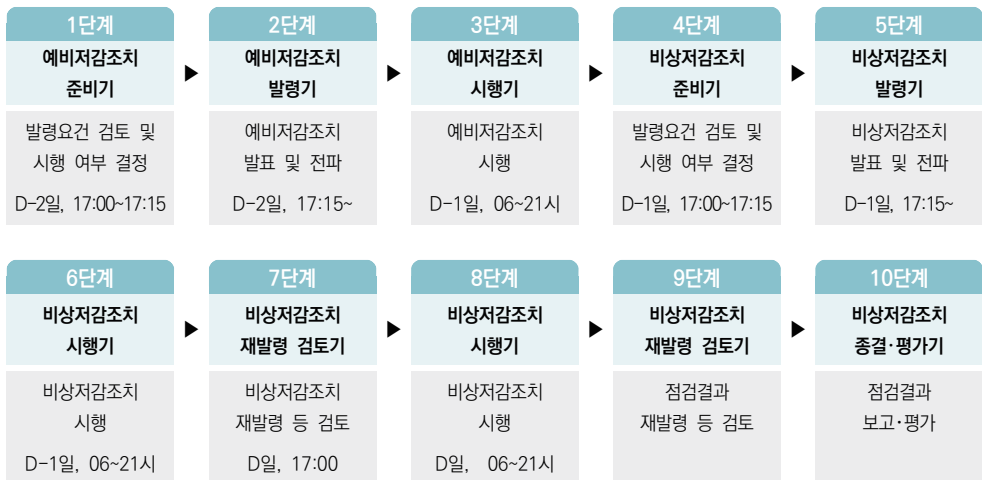 1단계
예비저감조치
준비기
발령요건 검토 및
시행 여부 결정
D-2일, 17:00~17:15
▶
2단계
예비저감조치
발령기
예비저감조치
발표 및 전파
D-2일, 17:15~
▶
3단계
예비저감조치
시행기
예비저감조치
시행
D-1일, 06~21시
▶
4단계
비상저감조치
준비기
발령요건 검토 및
시행 여부 결정
D-1일, 17:00~17:15
▶
5단계
비상저감조치
발령기
비상저감조치
발표 및 전파
D-1일, 17:15~
6단계
비상저감조치
시행기
비상저감조치
시행
D-1일, 06~21시
▶
7단계
비상저감조치
재발령 검토기
비상저감조치
재발령 등 검토
D일, 17:00
▶
8단계
비상저감조치
시행기
비상저감조치
시행
D일, 06~21시
▶
9단계
비상저감조치
재발령 검토기
점검결과
재발령 등 검토
▶
10단계
비상저감조치
종결·평가기
점검결과
보고·평가